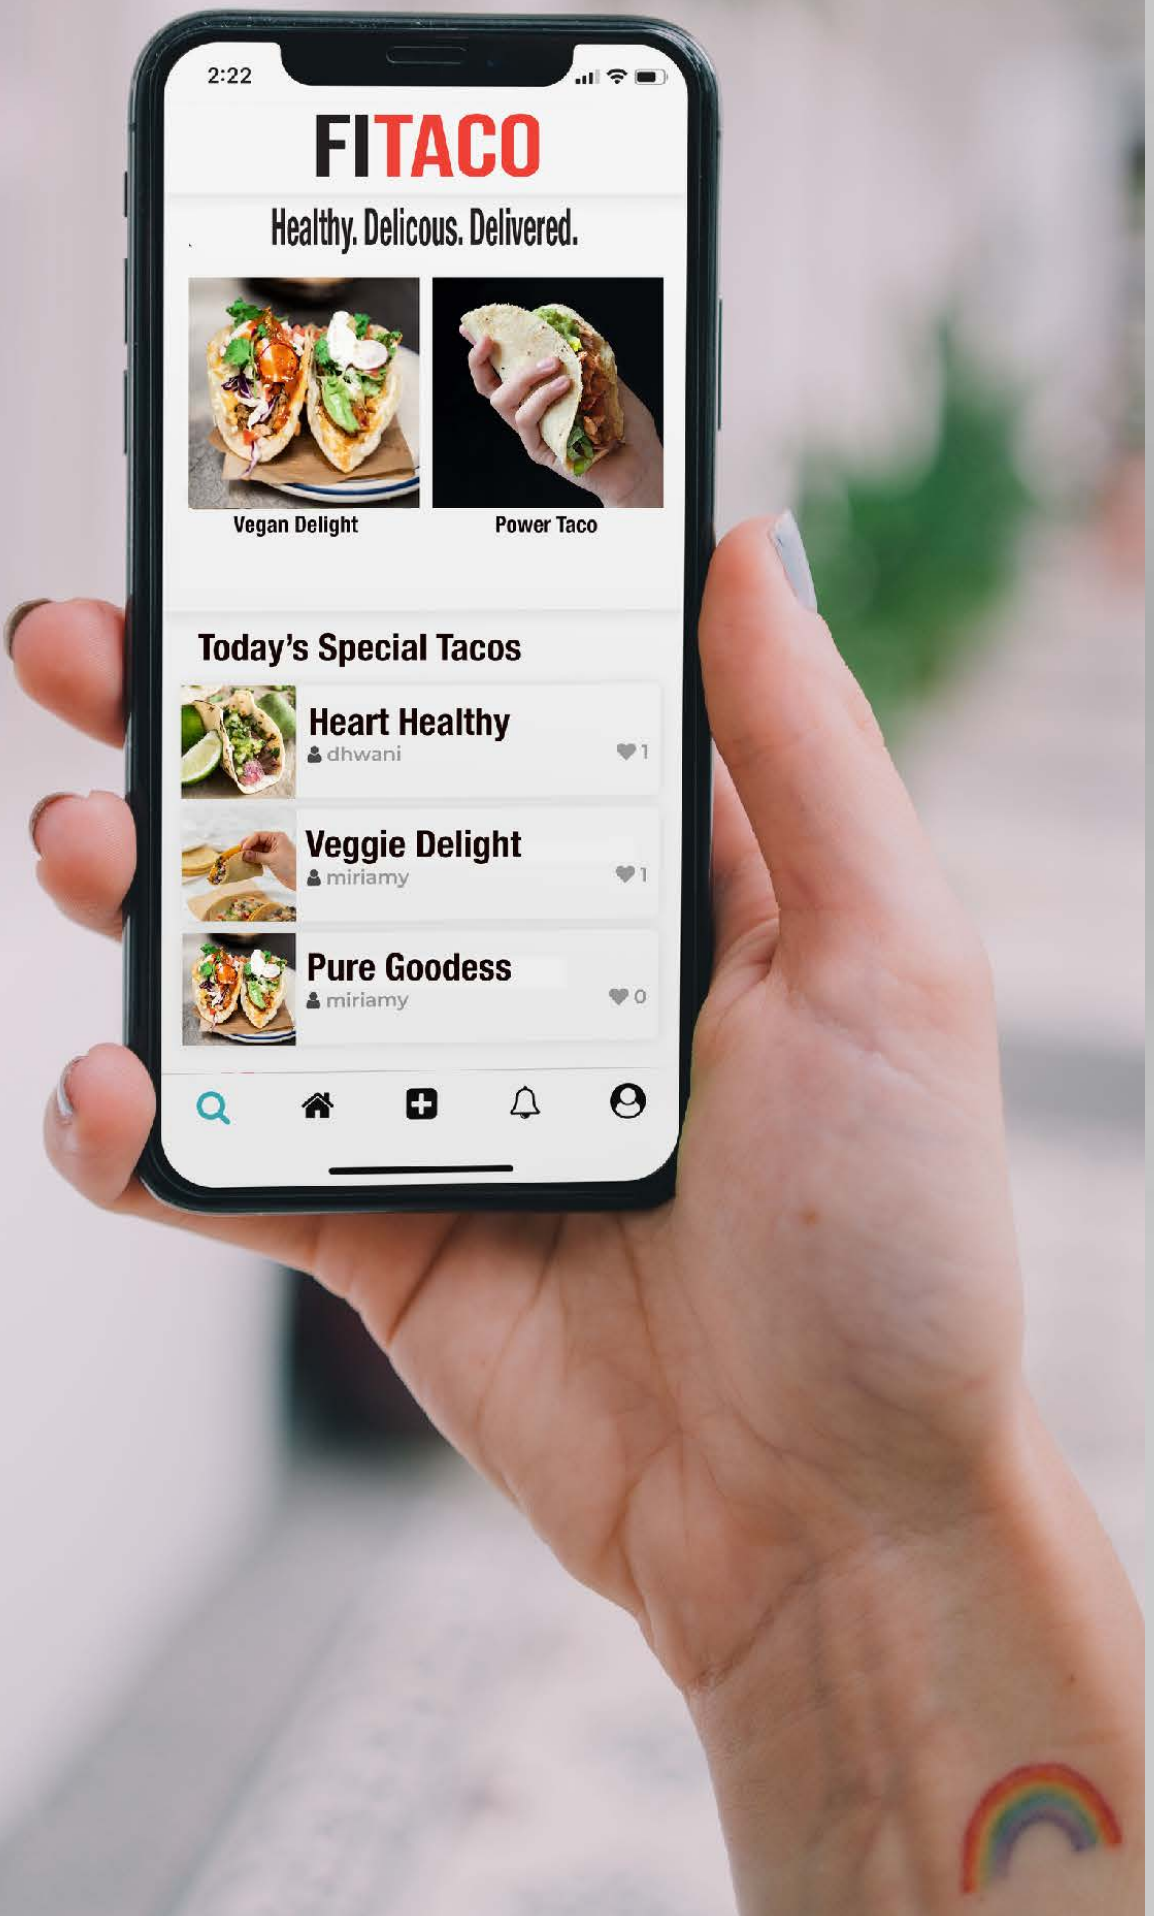 2:22
FITACO
Healthy. Delicous. Delivered.
Vegan Delight
Power Taco
Today's Special Tacos
Heart Healthy
dhwani
1
Veggie Delight
miriamy
1
Pure Goodess
miriamy
0